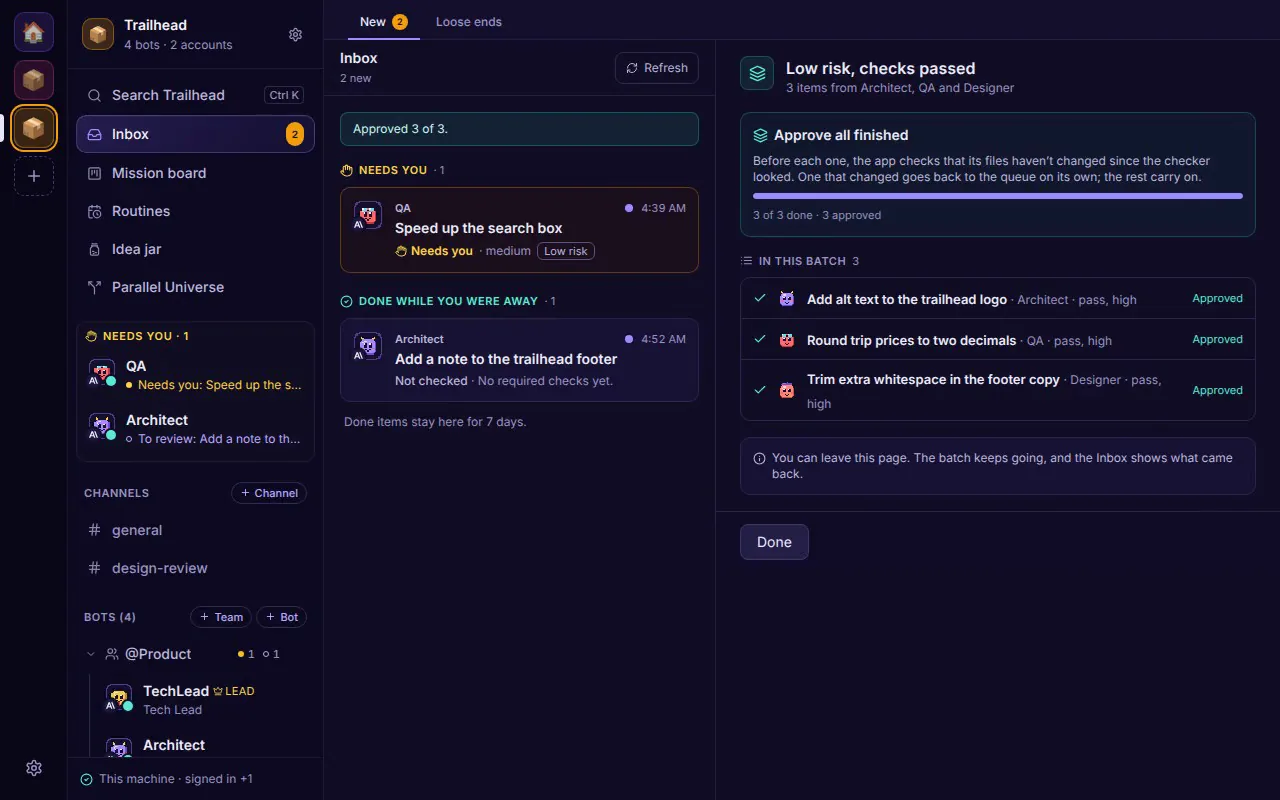 Trailhead
4 bots · 2 accounts
Search Trailhead
Ctrl K
Inbox
2
Mission board
Routines
Idea jar
Parallel Universe
NEEDS YOU · 1
QA
Needs you: Speed up the s...
Architect
To review: Add a note to th...
CHANNELS
+ Channel
# general
# design-review
BOTS (4)
+ Team
+ Bot
@Product
1
1
TechLead
LEAD
Tech Lead
Architect
This machine · signed in +1
New 2
Loose ends
Inbox
2 new
Refresh
Approved 3 of 3.
NEEDS YOU · 1
QA
4:39 AM
Speed up the search box
Needs you · medium
Low risk
DONE WHILE YOU WERE AWAY · 1
Architect
4:52 AM
Add a note to the trailhead footer
Not checked · No required checks yet.
Done items stay here for 7 days.
Low risk, checks passed
3 items from Architect, QA and Designer
Approve all finished
Before each one, the app checks that its files haven’t changed since the checker
looked. One that changed goes back to the queue on its own; the rest carry on.
3 of 3 done · 3 approved
IN THIS BATCH 3
Add alt text to the trailhead logo · Architect · pass, high
Approved
Round trip prices to two decimals · QA · pass, high
Approved
Trim extra whitespace in the footer copy · Designer · pass,
high
Approved
You can leave this page. The batch keeps going, and the Inbox shows what came
back.
Done